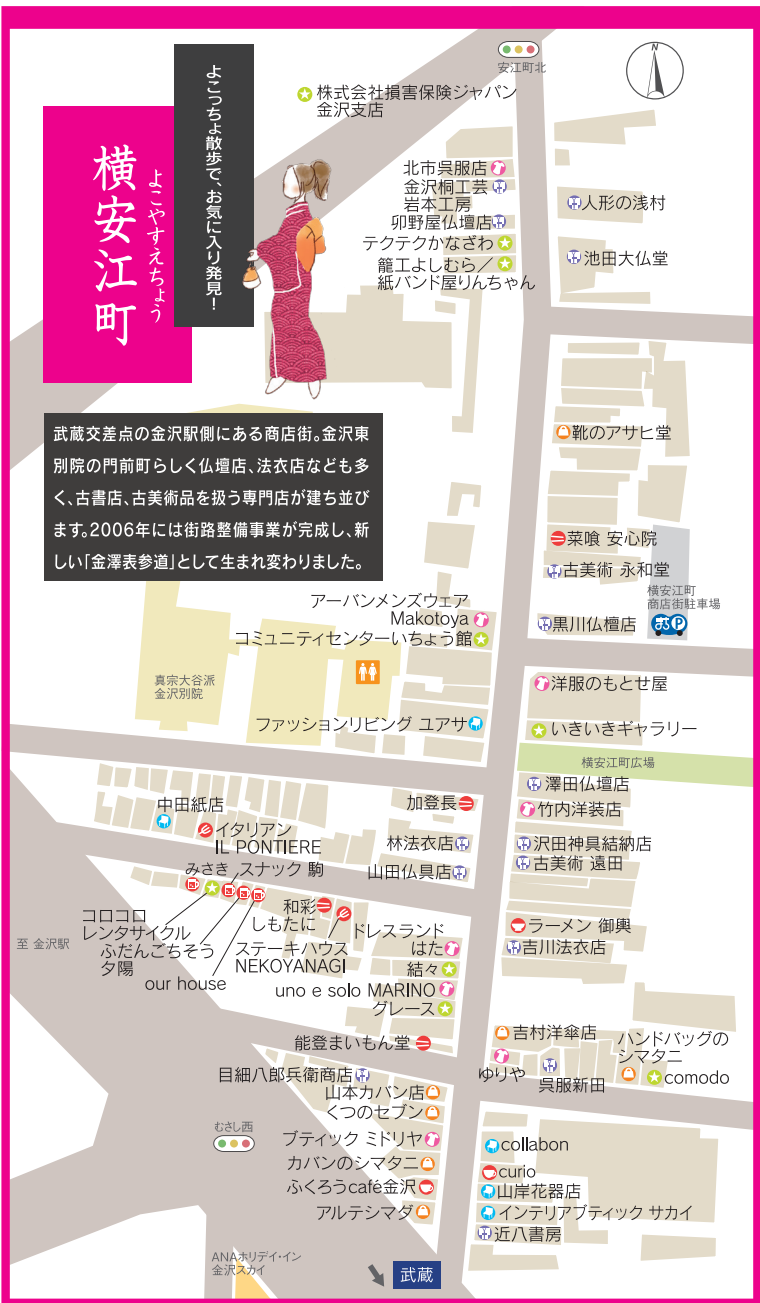 安江町北
N
株式会社損害保険ジャパン
金沢支店
よこっちょ散歩で、お気に入り発見!
横安江町
よこやすえちょう
北市呉服店
金沢桐工芸
岩本工房
卯野屋仏壇店
テクテクかなざわ
籠工よしむら/
紙バンド屋りんちゃん
人形の浅村
池田大仏堂
武蔵交差点の金沢駅側にある商店街。金沢東
別院の門前町らしく仏壇店、法衣店なども多
く、古書店、古美術品を扱う専門店が建ち並び
ます。2006年には街路整備事業が完成し、新
しい「金澤表参道」として生まれ変わりました。
靴のアサヒ堂
菜喰 安心院
古美術 永和堂
横安江町
商店街駐車場
P
黒川仏檀店
アーバンメンズウェア
Makotoya
コミュニティセンターいちょう館
真宗大谷派
金沢別院
洋服のもとせ屋
ファッションリビング ユアサ
いきいきギャラリー
横安江町広場
澤田仏壇店
竹内洋装店
沢田神具結納店
古美術 遠田
加登長
林法衣店
山田仏具店
中田紙店
イタリアン
IL PONTIERE
みさき
スナック 駒
コロコロ
レンタサイクル
ふだんごちそう
夕陽
our house
和彩
しもたに
ステーキハウス
NEKOYANAGI
至 金沢駅
ドレスランド
はた
結々
uno e solo MARINO
グレース
ラーメン 御興
吉川法衣店
能登まいもん堂
吉村洋傘店
ゆりや
呉服新田
ハンドバッグの
シマタニ
comodo
目細八郎兵衛商店
山本カバン店
くつのセブン
ブティック ミドリヤ
カバンのシマタニ
ふくろうcafé金沢
アルテシマダ
むさし西
collabon
curio
山岸花器店
インテリアブティック サカイ
近八書房
ANAホリデイ・イン
金沢スカイ
武蔵